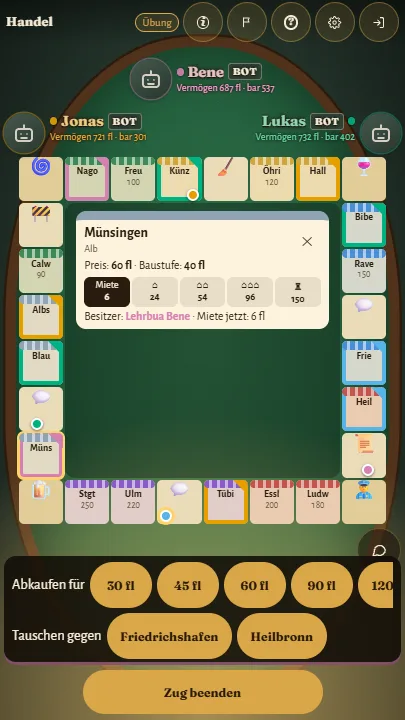 Handel
Übung
Bene BOT
Vermögen 687 fl · bar 537
Jonas BOT
Vermögen 721 fl · bar 301
Lukas BOT
Vermögen 732 fl · bar 402
Nago
Freu
100
Künz
Öhri
120
Hall
Bibe
Calw
90
Rave
150
Albs
Frie
Blau
Heil
Müns
Münsingen
Alb
Preis: 60 fl · Baustufe: 40 fl
Miete
6
24
54
96
150
Besitzer: Lehrbua Bene · Miete jetzt: 6 fl
Stgt
250
Ulm
220
Tübi
Essl
200
Ludw
180
Abkaufen für 30 fl 45 fl 60 fl 90 fl 120
Tauschen gegen Friedrichshafen Heilbronn
Zug beenden